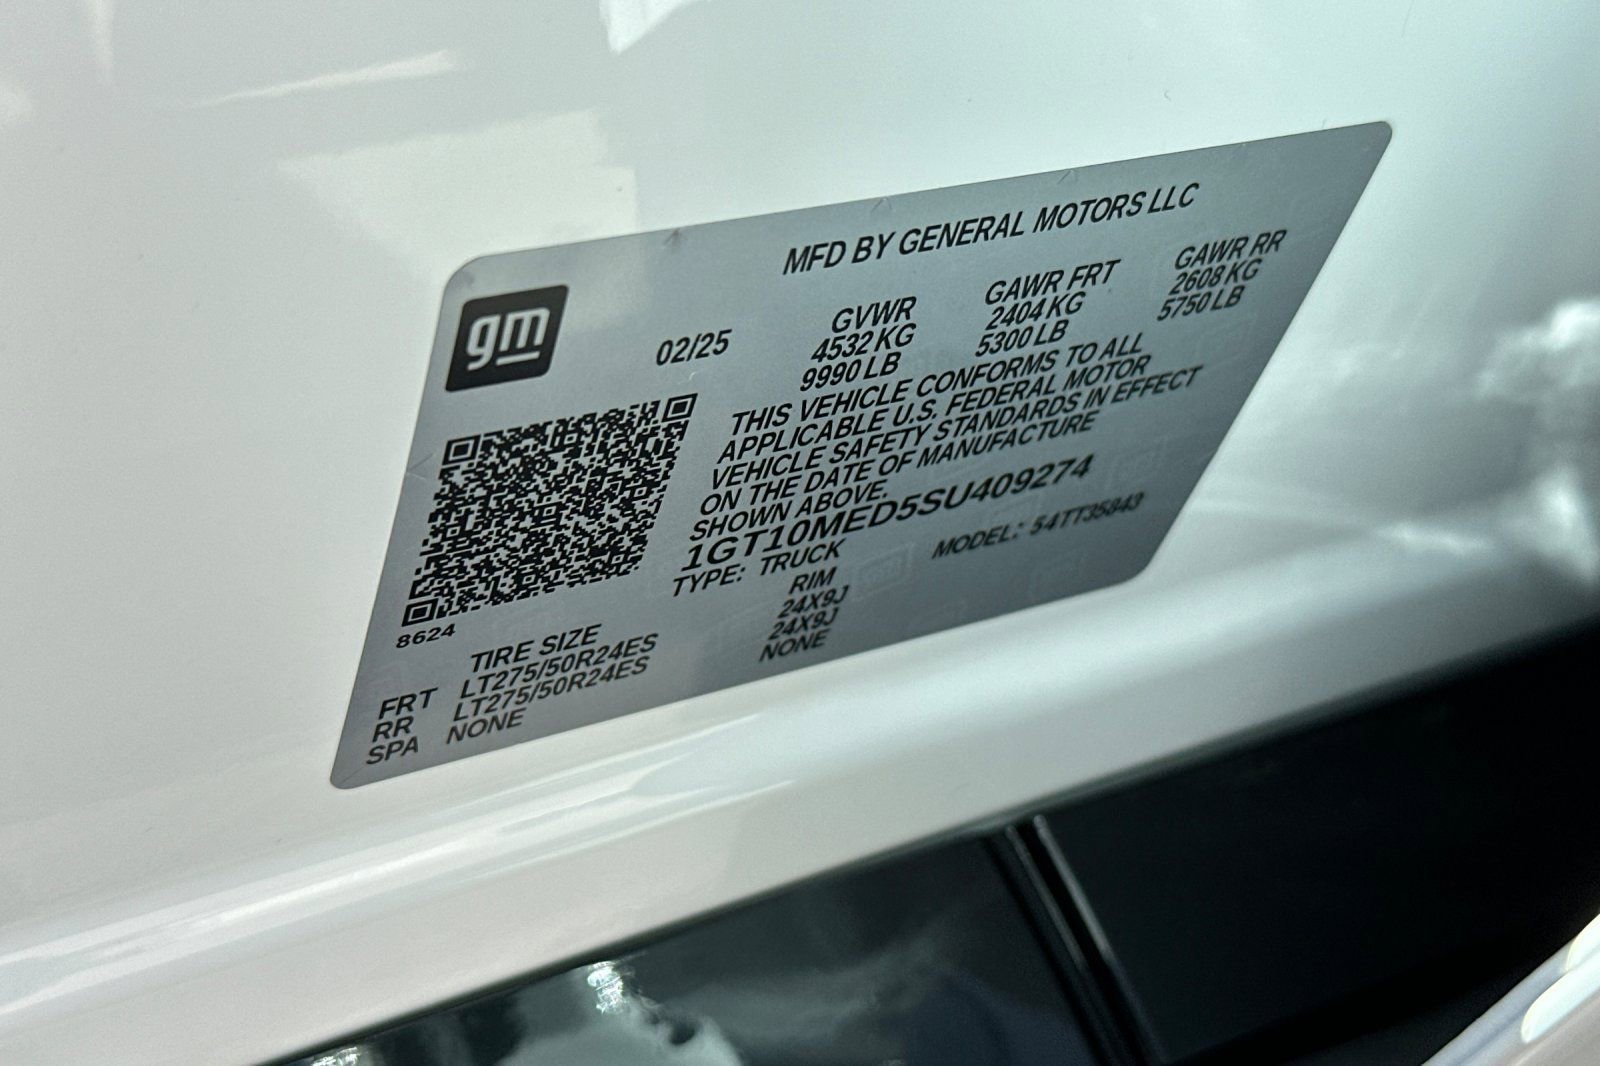 MFD BY GENERAL MOTORS LLC
gm
02/25
GVWR
4532 KG
9990 LB
GAWR FRT
2404 KG
5300 LB
GAWR RR
2608 KG
5750 LB
THIS VEHICLE CONFORMS TO ALL
APPLICABLE U.S. FEDERAL MOTOR
VEHICLE SAFETY STANDARDS IN EFFECT
ON THE DATE OF MANUFACTURE
SHOWN ABOVE.
1GT10MED5SU409274
TYPE: TRUCK
MODEL: 54TT35843
8624
TIRE SIZE RIM
FRT LT275/50R24ES 24X9J
RR LT275/50R24ES 24X9J
SPA NONE NONE